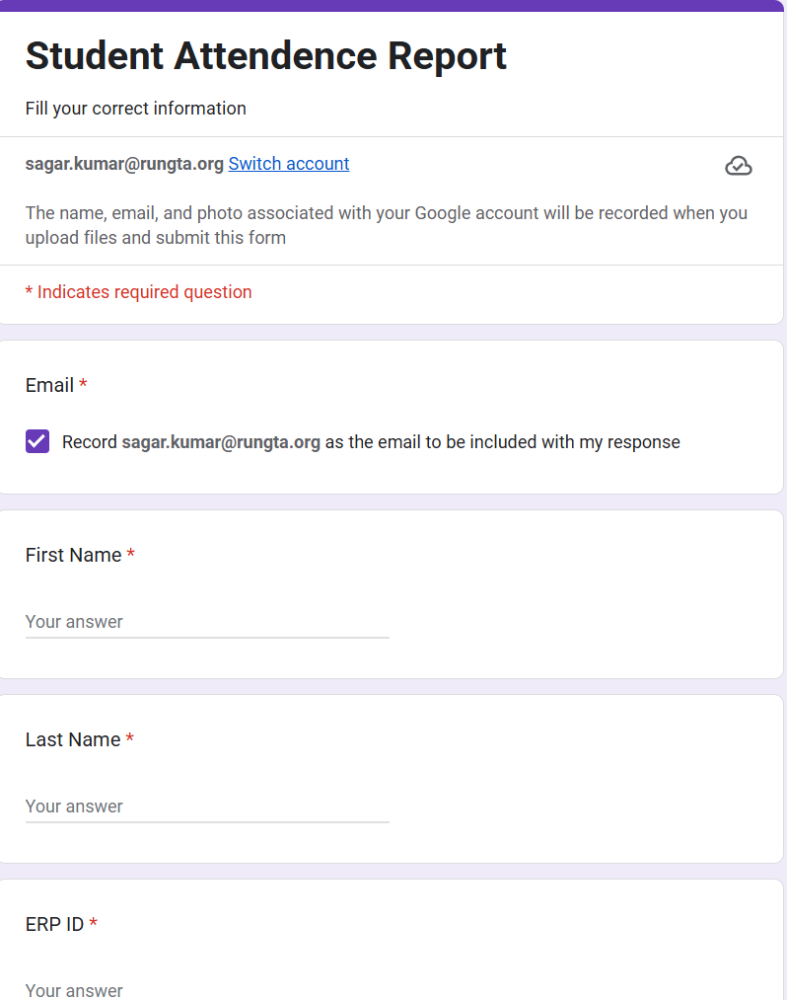 Student Attendence Report
Fill your correct information
sagar.kumar@rungta.org Switch account
The name, email, and photo associated with your Google account will be recorded when you
upload files and submit this form
* Indicates required question
Email *
Record sagar.kumar@rungta.org as the email to be included with my response
First Name *
Your answer
Last Name *
Your answer
ERP ID *
Your answer